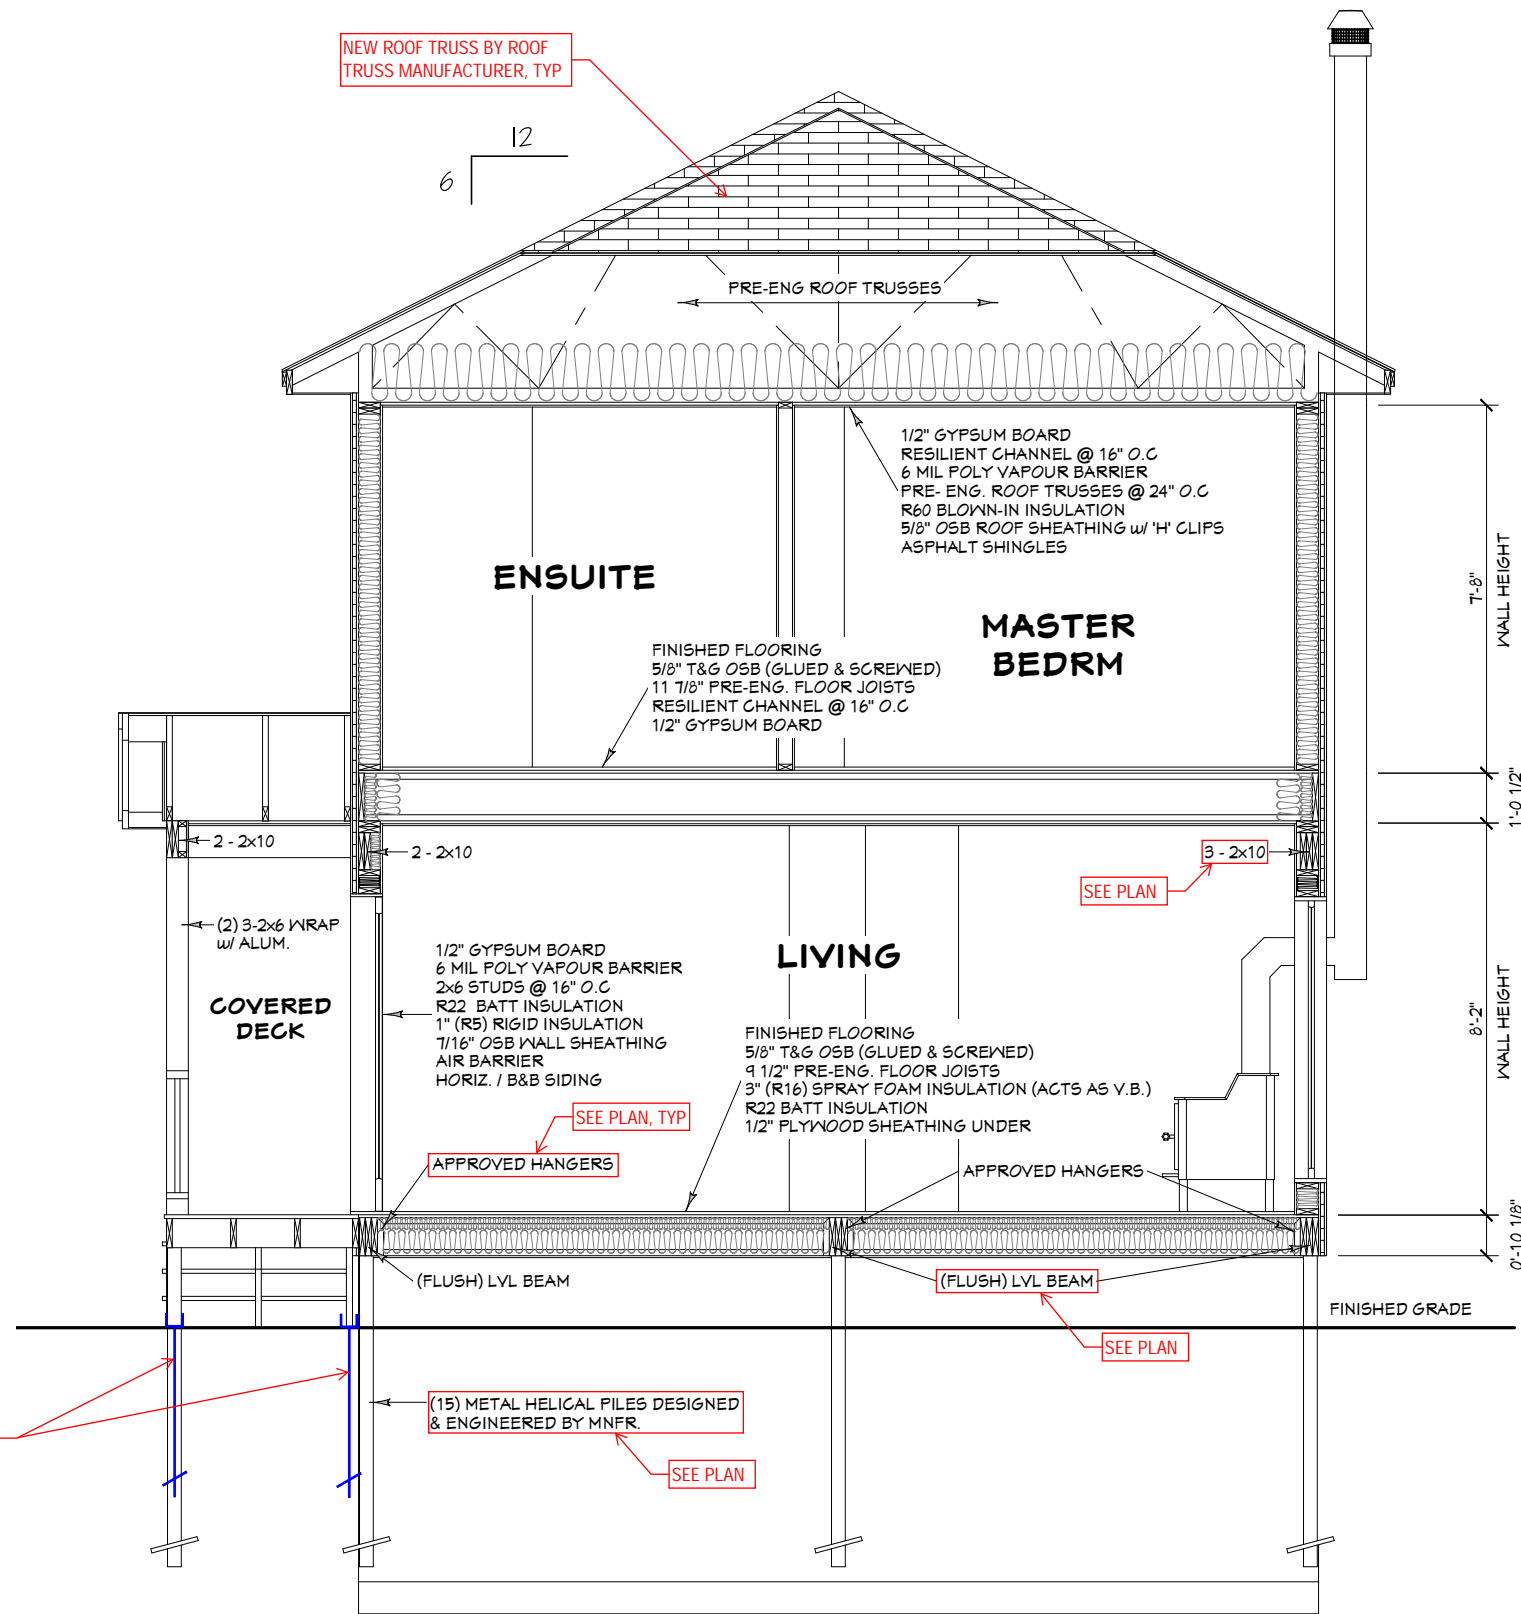 NEW ROOF TRUSS BY ROOF
TRUSS MANUFACTURER, TYP
12
6
PRE-ENG ROOF TRUSSES
1/2" GYPSUM BOARD
RESILIENT CHANNEL @ 16" O.C
6 MIL POLY VAPOUR BARRIER
PRE- ENG. ROOF TRUSSES @ 24" O.C
R60 BLOWN-IN INSULATION
5/8" OSB ROOF SHEATHING w/ 'H' CLIPS
ASPHALT SHINGLES
ENSUITE
MASTER
BEDRM
7'-8"
WALL HEIGHT
FINISHED FLOORING
5/8" T&G OSB (GLUED & SCREWED)
11 7/8" PRE-ENG. FLOOR JOISTS
RESILIENT CHANNEL @ 16" O.C
1/2" GYPSUM BOARD
1'-0 1/2"
2 - 2x10
2 - 2x10
3 - 2x10
SEE PLAN
(2) 3-2x6 WRAP
w/ ALUM.
COVERED
DECK
1/2" GYPSUM BOARD
6 MIL POLY VAPOUR BARRIER
2x6 STUDS @ 16" O.C
R22 BATT INSULATION
1" (R5) RIGID INSULATION
7/16" OSB WALL SHEATHING
AIR BARRIER
HORIZ. / B&B SIDING
LIVING
8'-2"
WALL HEIGHT
FINISHED FLOORING
5/8" T&G OSB (GLUED & SCREWED)
9 1/2" PRE-ENG. FLOOR JOISTS
3" (R16) SPRAY FOAM INSULATION (ACTS AS V.B.)
R22 BATT INSULATION
1/2" PLYWOOD SHEATHING UNDER
SEE PLAN, TYP
APPROVED HANGERS
APPROVED HANGERS
0'-10 1/8"
(FLUSH) LVL BEAM
(FLUSH) LVL BEAM
FINISHED GRADE
SEE PLAN
(15) METAL HELICAL PILES DESIGNED
& ENGINEERED BY MNFR.
SEE PLAN